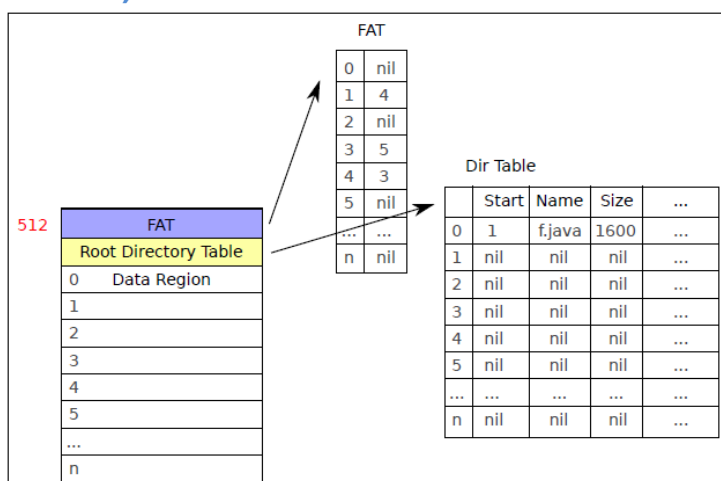 FAT
0 nil
1 4
2 nil
3 5
4 3
5 nil
... ...
n nil
Dir Table
Start Name Size ...
0 1 f.java 1600 ...
1 nil nil nil ...
2 nil nil nil ...
3 nil nil nil ...
4 nil nil nil ...
5 nil nil nil ...
... ... ... ... ...
n nil nil nil ...
512 FAT
Root Directory Table
0 Data Region
1
2
3
4
5
...
n